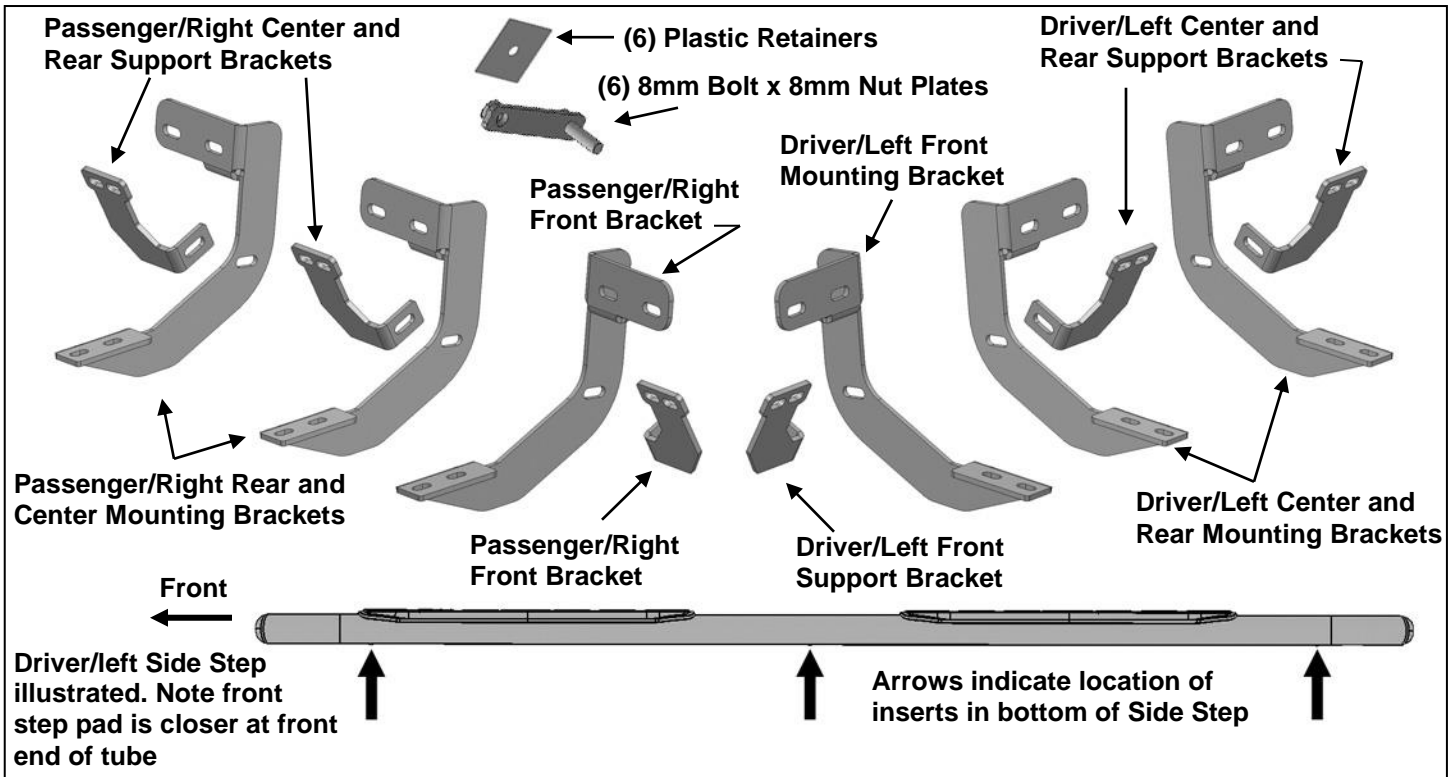 Passenger/Right Center and
Rear Support Brackets
(6) Plastic Retainers
(6) 8mm Bolt x 8mm Nut Plates
Driver/Left Center and
Rear Support Brackets
Driver/Left Front
Mounting Bracket
Passenger/Right
Front Bracket
Passenger/Right Rear and
Center Mounting Brackets
Passenger/Right
Front Bracket
Driver/Left Front
Support Bracket
Driver/Left Center and
Rear Mounting Brackets
Front
Driver/left Side Step
illustrated. Note front
step pad is closer at front
end of tube
Arrows indicate location of
inserts in bottom of Side Step